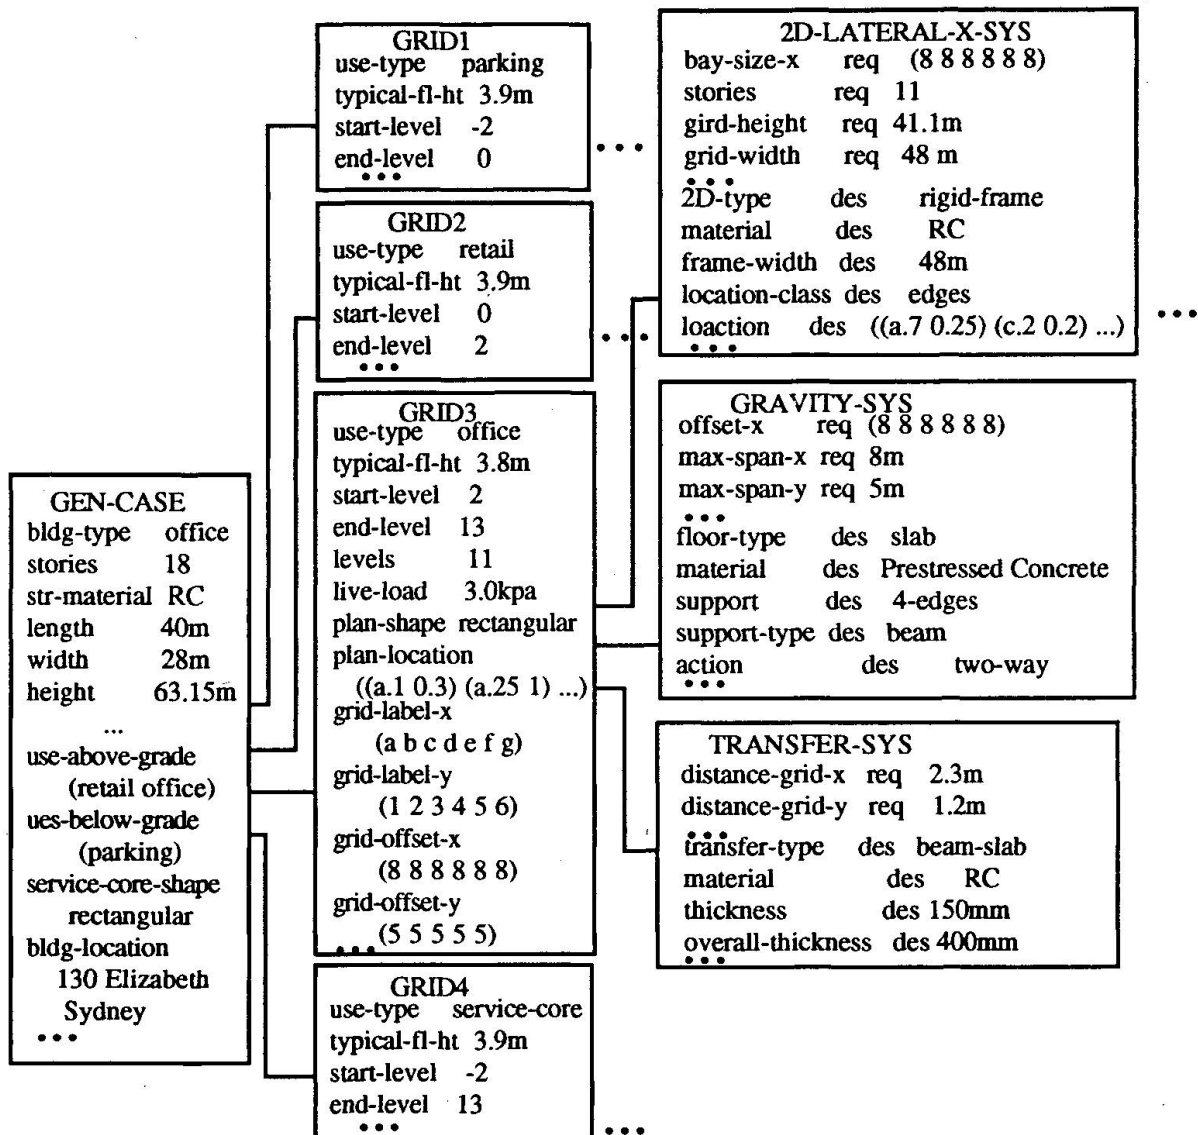 GEN-CASE
bldg-type office
stories 18
str-material RC
length 40m
width 28m
height 63.15m
...
use-above-grade
(retail office)
ues-below-grade
(parking)
service-core-shape
rectangular
bldg-location
130 Elizabeth
Sydney
•••
GRID1
use-type parking
typical-fl-ht 3.9m
start-level -2
end-level 0
•••
•••
GRID2
use-type retail
typical-fl-ht 3.9m
start-level 0
end-level 2
•••
•••
GRID3
use-type office
typical-fl-ht 3.8m
start-level 2
end-level 13
levels 11
live-load 3.0kpa
plan-shape rectangular
plan-location
((a.1 0.3) (a.25 1) ...)
grid-label-x
(a b c d e f g)
grid-label-y
(1 2 3 4 5 6)
grid-offset-x
(8 8 8 8 8 8)
grid-offset-y
(5 5 5 5 5)
•••
GRID4
use-type service-core
typical-fl-ht 3.9m
start-level -2
end-level 13
•••
•••
2D-LATERAL-X-SYS
bay-size-x req (8 8 8 8 8 8)
stories req 11
gird-height req 41.1m
grid-width req 48 m
•••
2D-type des rigid-frame
material des RC
frame-width des 48m
location-class des edges
loaction des ((a.7 0.25) (c.2 0.2) ...)
•••
•••
GRAVITY-SYS
offset-x req (8 8 8 8 8 8)
max-span-x req 8m
max-span-y req 5m
•••
floor-type des slab
material des Prestressed Concrete
support des 4-edges
support-type des beam
action des two-way
•••
TRANSFER-SYS
distance-grid-x req 2.3m
distance-grid-y req 1.2m
•••
transfer-type des beam-slab
material des RC
thickness des 150mm
overall-thickness des 400mm
•••